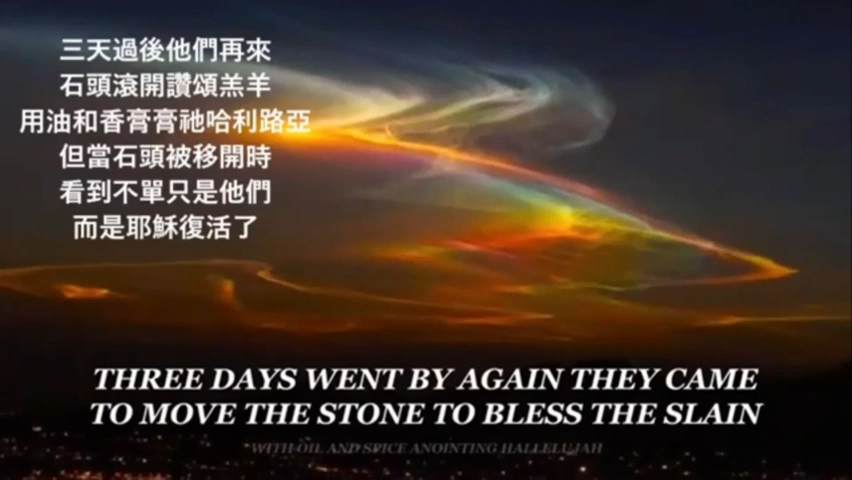 三天過後他們再來
石頭滾開讚頌羔羊
用油和香膏膏祂哈利路亞
但當石頭被移開時
看到不單只是他們
而是耶穌復活了
THREE DAYS WENT BY AGAIN THEY CAME
TO MOVE THE STONE TO BLESS THE SLAIN
WITH OIL AND SPICE ANOINTING HALLELUJAH